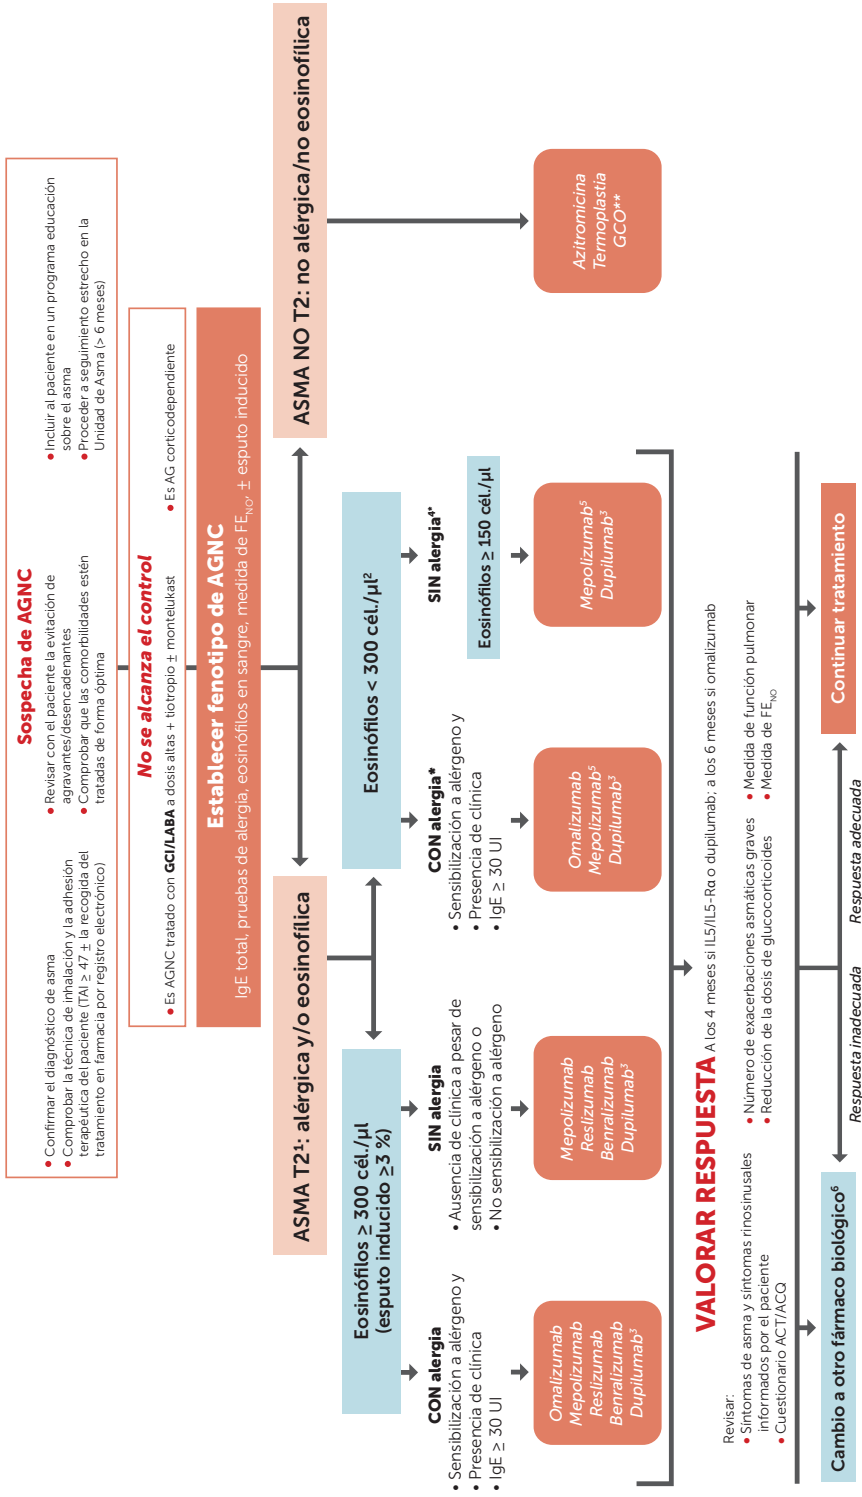 Sospecha de AGNC
• Confirmar el diagnóstico de asma
• Comprobar la técnica de inhalación y la adhesión
terapéutica del paciente (TAI ≥ 47 ± la recogida del
tratamiento en farmacia por registro electrónico)
• Revisar con el paciente la evitación de
agravantes/desencadenantes
• Comprobar que las comorbilidades estén
tratadas de forma óptima
• Incluir al paciente en un programa educación
sobre el asma
• Proceder a seguimiento estrecho en la
Unidad de Asma (> 6 meses)
No se alcanza el control
• Es AGNC tratado con GCI/LABA a dosis altas + tiotropio ± montelukast
• Es AG corticodependiente
Establecer fenotipo de AGNC
IgE total, pruebas de alergia, eosinófilos en sangre, medida de FENO, ± esputo inducido
ASMA T2¹: alérgica y/o eosinofílica
ASMA NO T2: no alérgica/no eosinofílica
Eosinófilos ≥ 300 cél./µl
(esputo inducido ≥3 %)
Eosinófilos < 300 cél./µl²
CON alergia
• Sensibilización a alérgeno y
• Presencia de clínica
• IgE ≥ 30 UI
SIN alergia
• Ausencia de clínica a pesar de
sensibilización a alérgeno o
• No sensibilización a alérgeno
CON alergia*
• Sensibilización a alérgeno y
• Presencia de clínica
• IgE ≥ 30 UI
SIN alergia⁴*
Eosinófilos ≥ 150 cél./µl
Omalizumab
Mepolizumab
Reslizumab
Benralizumab
Dupilumab³
Mepolizumab
Reslizumab
Benralizumab
Dupilumab³
Omalizumab
Mepolizumab⁵
Dupilumab³
Mepolizumab⁵
Dupilumab³
Azitromicina
Termoplastia
GCO**
VALORAR RESPUESTA A los 4 meses si IL5/IL5-Rα o dupilumab; a los 6 meses si omalizumab
Revisar:
• Síntomas de asma y síntomas rinosinusales
informados por el paciente
• Cuestionario ACT/ACQ
• Número de exacerbaciones asmáticas graves
• Reducción de la dosis de glucocorticoides
• Medida de función pulmonar
• Medida de FENO
Respuesta inadecuada
Respuesta adecuada
Cambio a otro fármaco biológico⁶
Continuar tratamiento